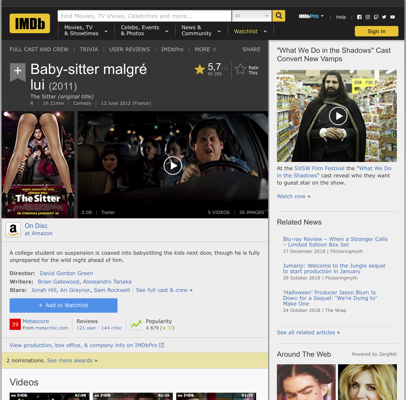 IMDb
Find Movies, TV shows, Celebrities and more...
All
IMDbPro
Help
Movies, TV
& Showtimes
Celebs, Events
& Photos
News &
Community
Watchlist
Sign in
FULL CAST AND CREW | TRIVIA | USER REVIEWS | IMDbPro | MORE
SHARE
Baby-sitter malgré
lui (2011)
The Sitter (original title)
R | 1h 21min | Comedy | 13 June 2012 (France)
5,7
Rate
This
The Sitter
2:08 | Trailer
5 VIDEOS | 36 IMAGES
On Disc
at Amazon
A college student on suspension is coaxed into babysitting the kids next door, though he is fully
unprepared for the wild night ahead of him.
Director: David Gordon Green
Writers: Brian Gatewood, Alessandro Tanaka
Stars: Jonah Hill, Ari Graynor, Sam Rockwell | See full cast & crew »
+ Add to Watchlist
39
Metascore
From metacritic.com
Reviews
121 user | 144 critic
Popularity
View production, box office, & company info on IMDbPro
2 nominations. See more awards »
Videos
"What We Do in the Shadows" Cast
Convert New Vamps
At the SXSW Film Festival the "What We Do
in the Shadows" cast reveal who they want
to guest star on the show.
Watch now »
Related News
Blu-ray Review – When a Stranger Calls
– Limited Edition Box Set
17 December 2018 | Flickeringmyth
Jumanji: Welcome to the Jungle sequel
to start production in January
29 October 2018 | Flickeringmyth
'Halloween' Producer Jason Blum Is
Down for a Sequel: 'We're Dying to
Make One'
24 October 2018 | The Wrap
See all related articles »
Around The Web
Powered by ZergNet